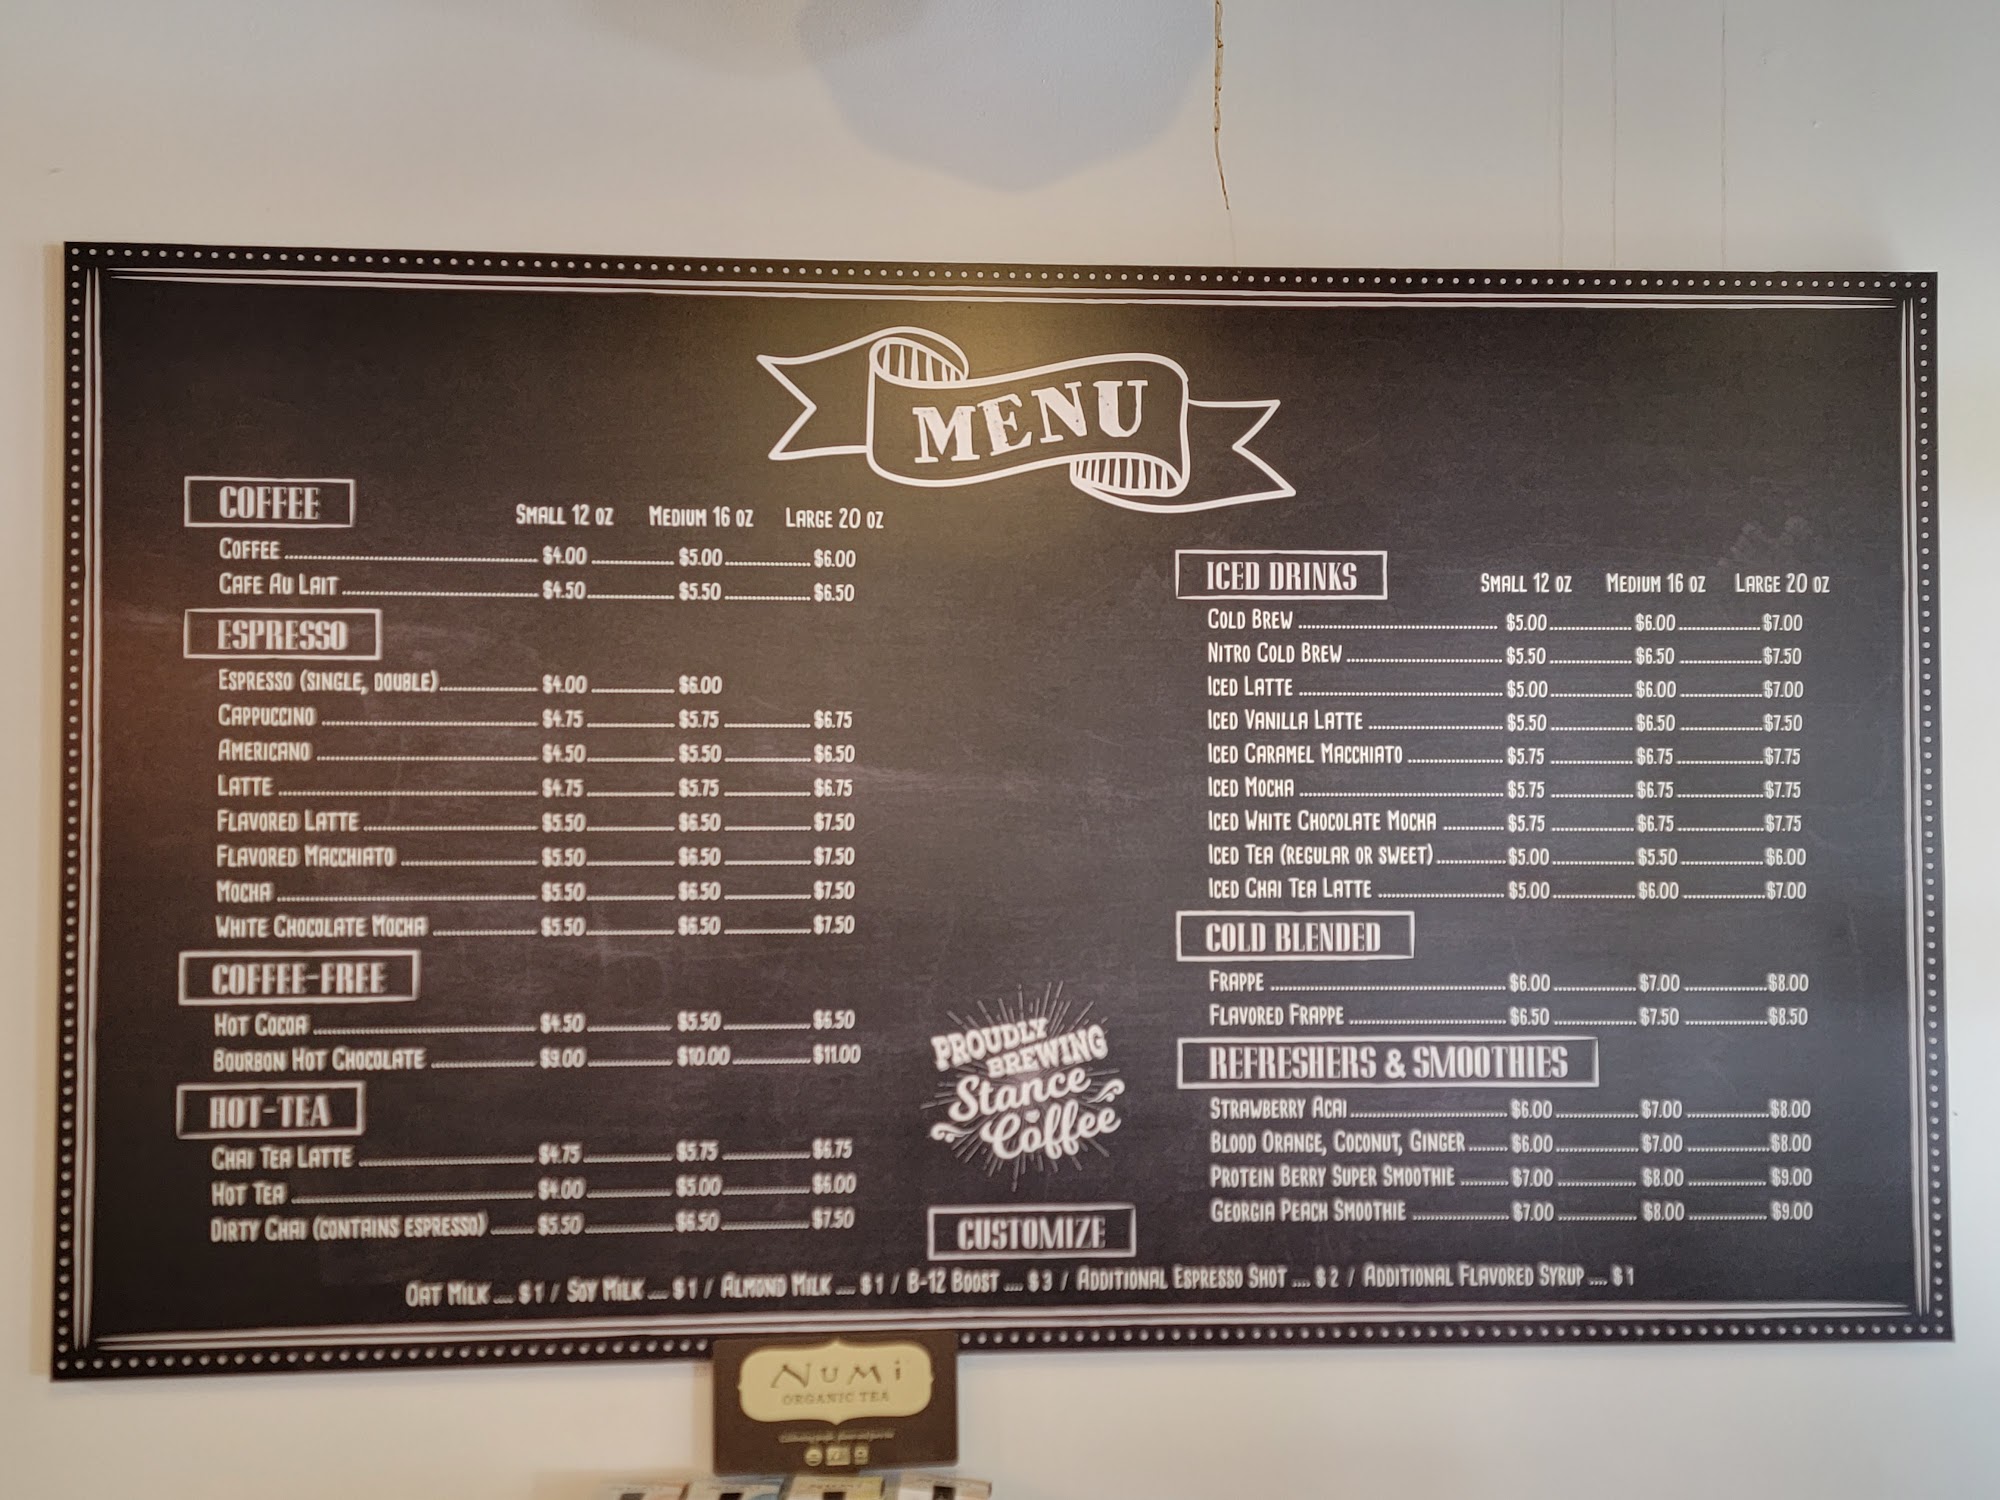 MENU
COFFEE
SMALL 12 OZ MEDIUM 16 OZ LARGE 20 OZ
COFFEE $4.00 $5.00 $6.00
CAFE AU LAIT $4.50 $5.50 $6.50
ESPRESSO
ESPRESSO (SINGLE, DOUBLE) $4.00 $6.00
CAPPUCCINO $4.75 $5.75 $6.75
AMERICANO $4.50 $5.50 $6.50
LATTE $4.75 $5.75 $6.75
FLAVORED LATTE $5.50 $6.50 $7.50
FLAVORED MACCHIATO $5.50 $6.50 $7.50
MOCHA $5.50 $6.50 $7.50
WHITE CHOCOLATE MOCHA $5.50 $6.50 $7.50
COFFEE-FREE
HOT COCOA $4.50 $5.50 $6.50
BOURBON HOT CHOCOLATE $9.00 $10.00 $11.00
HOT-TEA
CHAI TEA LATTE $4.75 $5.75 $6.75
HOT TEA $4.00 $5.00 $6.00
DIRTY CHAI (CONTAINS ESPRESSO) $5.50 $6.50 $7.50
ICED DRINKS
SMALL 12 OZ MEDIUM 16 OZ LARGE 20 OZ
COLD BREW $5.00 $6.00 $7.00
NITRO COLD BREW $5.50 $6.50 $7.50
ICED LATTE $5.00 $6.00 $7.00
ICED VANILLA LATTE $5.50 $6.50 $7.50
ICED CARAMEL MACCHIATO $5.75 $6.75 $7.75
ICED MOCHA $5.75 $6.75 $7.75
ICED WHITE CHOCOLATE MOCHA $5.75 $6.75 $7.75
ICED TEA (REGULAR OR SWEET) $5.00 $5.50 $6.00
ICED CHAI TEA LATTE $5.00 $6.00 $7.00
COLD BLENDED
FRAPPE $6.00 $7.00 $8.00
FLAVORED FRAPPE $6.50 $7.50 $8.50
REFRESHERS & SMOOTHIES
STRAWBERRY ACAI $6.00 $7.00 $8.00
BLOOD ORANGE, COCONUT, GINGER $6.00 $7.00 $8.00
PROTEIN BERRY SUPER SMOOTHIE $7.00 $8.00 $9.00
GEORGIA PEACH SMOOTHIE $7.00 $8.00 $9.00
PROUDLY
BREWING
Stance
Coffee
CUSTOMIZE
OAT MILK .... $1 / SOY MILK .... $1 / ALMOND MILK .... $1 / B-12 BOOST .... $3 / ADDITIONAL ESPRESSO SHOT .... $2 / ADDITIONAL FLAVORED SYRUP .... $1
NUMi
ORGANIC TEA